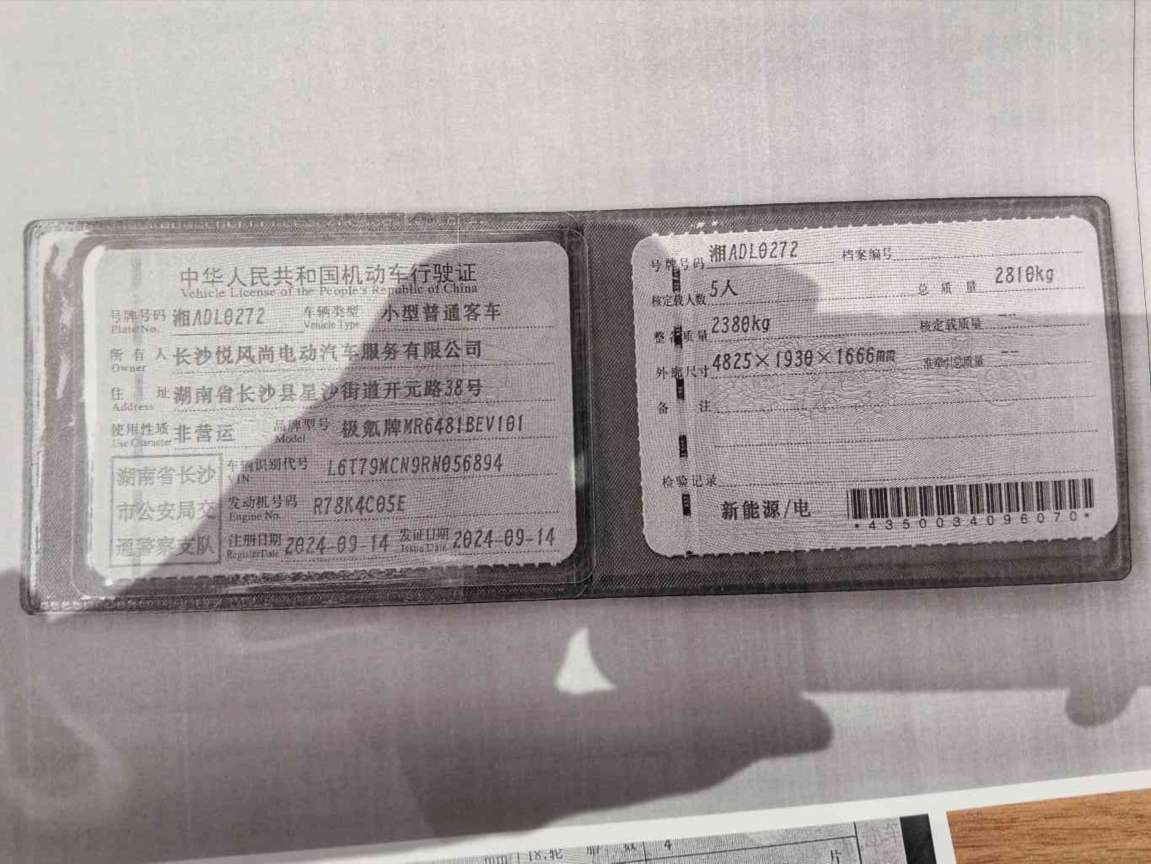 中华人民共和国机动车行驶证
Vehicle License of the People's Republic of China
号牌号码 湘ADL0272 车辆类型 小型普通客车
Plate No. Vehicle Type
所有人 长沙悦风尚电动汽车服务有限公司
Owner
住址 湖南省长沙县星沙街道开元路38号
Address
使用性质 非营运 品牌型号 极氪牌MR6481BEV101
Use Character Model
湖南省长沙
市公安局交
通警察支队
车辆识别代号 L6T79MCN9RN056894
VIN
发动机号码 R78K4C05E
Engine No.
注册日期 2024-09-14 发证日期 2024-09-14
Register Date Issue Date
号牌号码 湘ADL0272 档案编号
核定载人数 5人 总质量 2810kg
整备质量 2380kg 核定载质量 --
外廓尺寸 4825×1930×1666mm 准牵引总质量 --
备注
检验记录
新能源/电
*4350034096070*
mm 18.轮 胎 数 4
片